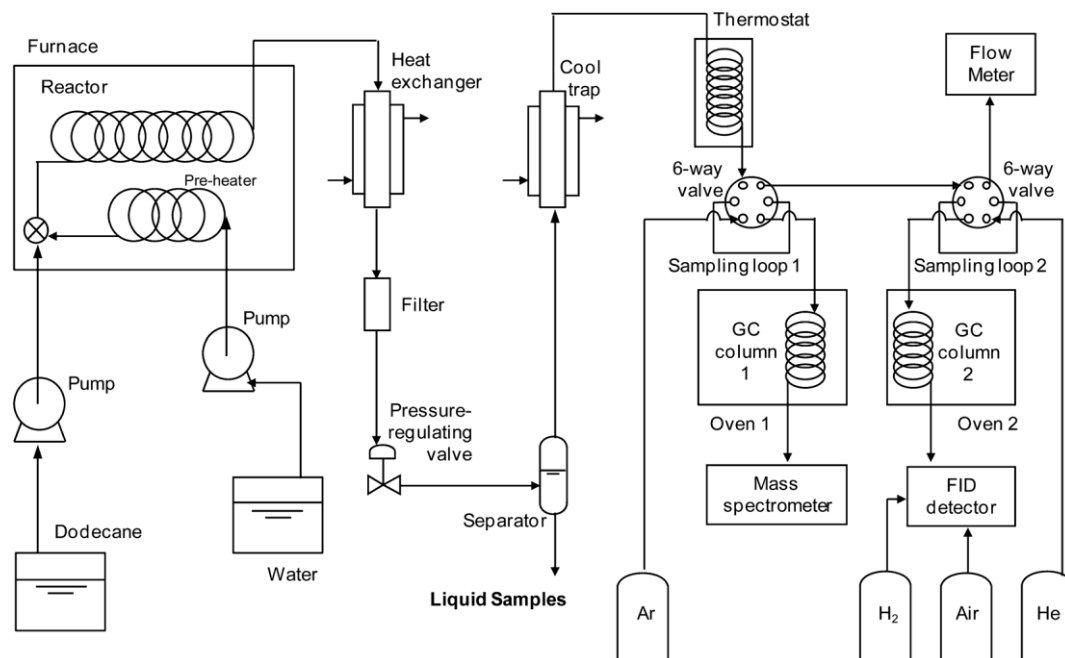 Furnace
Reactor
Pre-heater
Heat
exchanger
Cool
trap
Thermostat
Flow
Meter
6-way
valve
6-way
valve
Sampling loop 1
Sampling loop 2
Filter
Pump
Pump
GC
column
1
GC
column
2
Oven 1
Oven 2
Pressure-
regulating
valve
Mass
spectrometer
FID
detector
Separator
Dodecane
Water
Liquid Samples
Ar
H₂
Air
He